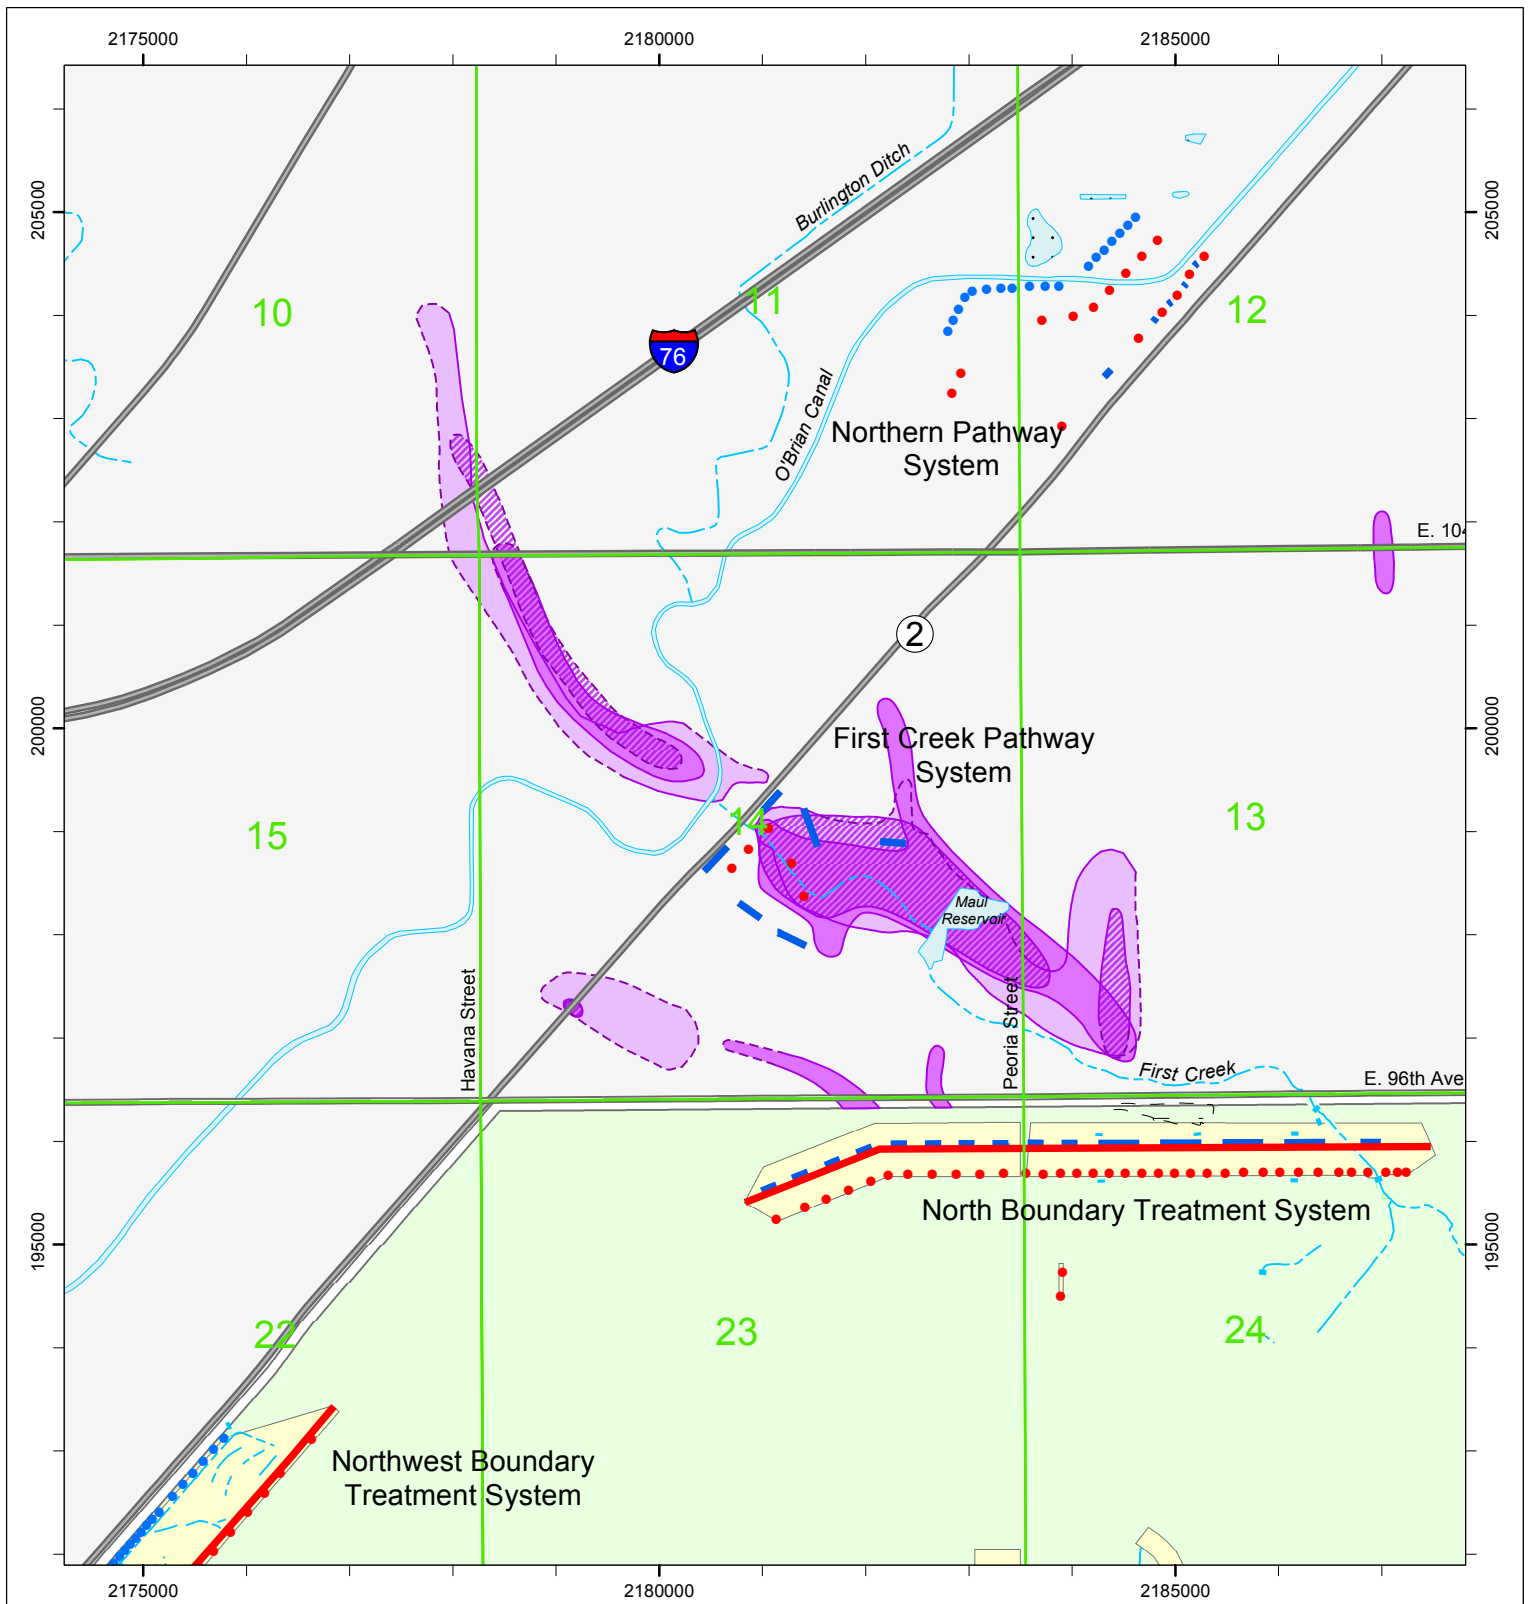 2175000
2180000
2185000
205000
205000
Burlington Ditch
10
11
12
76
O'Brian Canal
Northern Pathway
System
E. 104
2
200000
200000
First Creek Pathway
System
15
14
13
Maul
Reservoir
Havana Street
Peoria Street
First Creek
E. 96th Ave
North Boundary Treatment System
195000
195000
22
23
24
Northwest Boundary
Treatment System
2175000
2180000
2185000